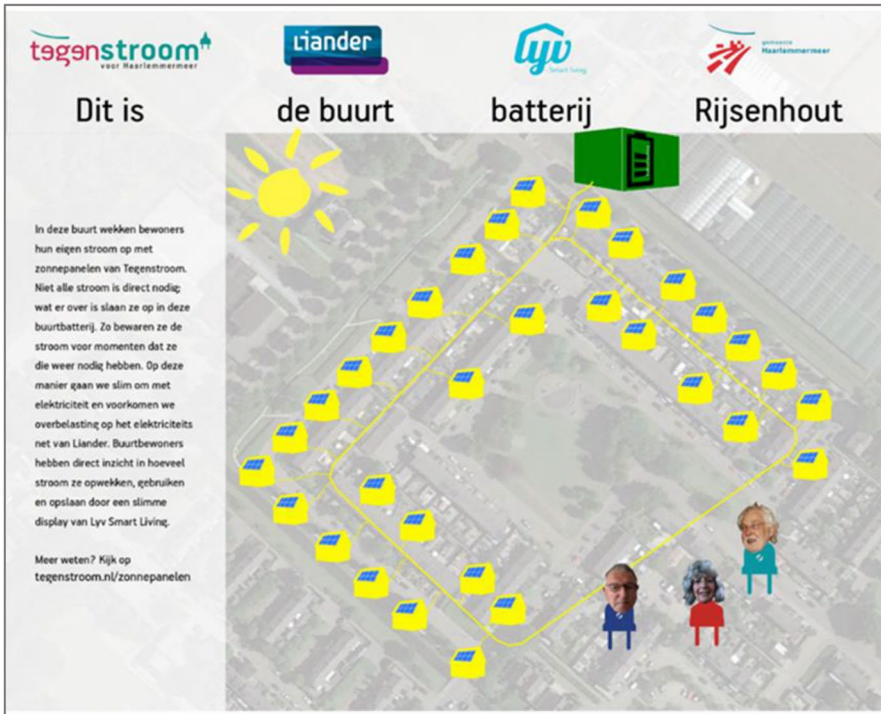 tegenstroom
voor Haarlemmermeer
Liander
Lyv
Smart living
gemeente
Haarlemmermeer
Dit is de buurt batterij Rijsenhout
In deze buurt wekken bewoners
hun eigen stroom op met
zonnepanelen van Tegenstroom.
Niet alle stroom is direct nodig;
wat er over is slaan ze op in deze
buurtbatterij. Zo bewaren ze de
stroom voor momenten dat ze
die weer nodig hebben. Op deze
manier gaan we slim om met
elektriciteit en voorkomen we
overbelasting op het elektriciteits
net van Liander. Buurtbewoners
hebben direct inzicht in hoeveel
stroom ze opwekken, gebruiken
en opslaan door een slimme
display van Lyv Smart Living.
Meer weten? Kijk op
tegenstroom.nl/zonnepanelen